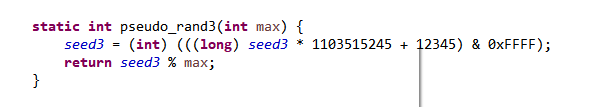 static int pseudo_rand3(int max) {
seed3 = (int) (((long) seed3 * 1103515245 + 12345) & 0xFFFF);
return seed3 % max;
}